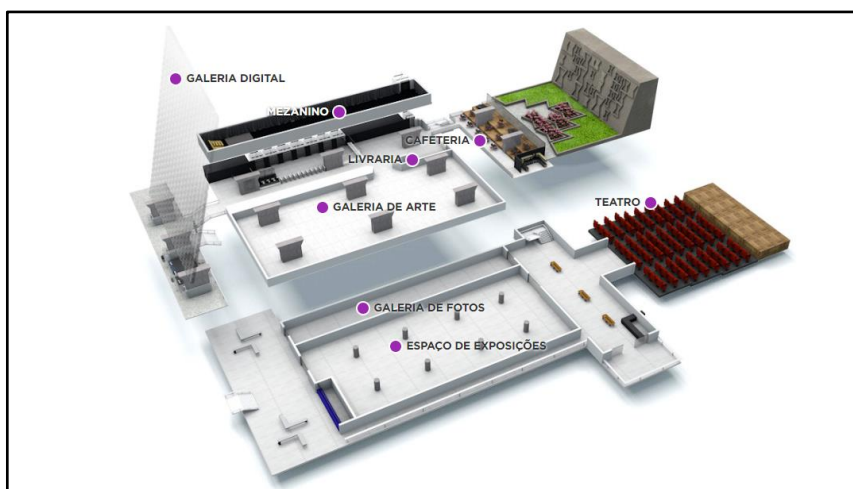 GALERIA DIGITAL
MEZANINO
CAFETERIA
LIVRARIA
GALERIA DE ARTE
TEATRO
GALERIA DE FOTOS
ESPAÇO DE EXPOSIÇÕES